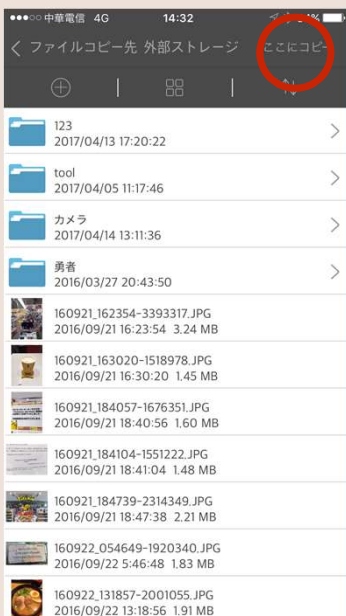 中華電信 4G 14:32
ファイルコピー先 外部ストレージ ここにコピー
123
2017/04/13 17:20:22
tool
2017/04/05 11:17:46
カメラ
2017/04/14 13:11:36
勇者
2016/03/27 20:43:50
160921_162354-3393317.JPG
2016/09/21 16:23:54 3.24 MB
160921_163020-1518978.JPG
2016/09/21 16:30:20 1.45 MB
160921_184057-1676351.JPG
2016/09/21 18:40:56 1.60 MB
160921_184104-1551222.JPG
2016/09/21 18:41:04 1.48 MB
160921_184739-2314349.JPG
2016/09/21 18:47:38 2.21 MB
160922_054649-1920340.JPG
2016/09/22 5:46:48 1.83 MB
160922_131857-2001055.JPG
2016/09/22 13:18:56 1.91 MB